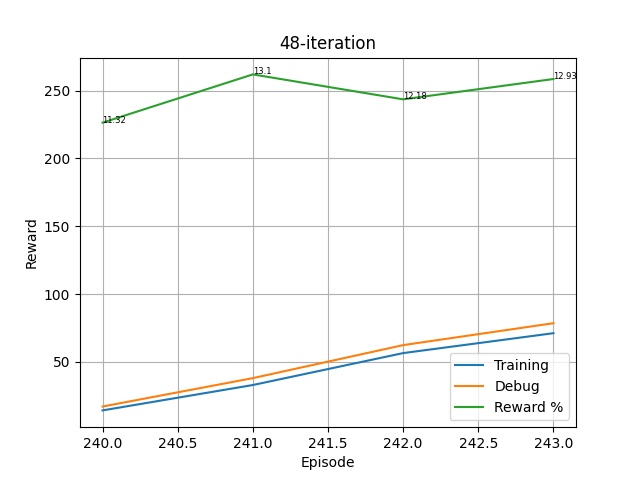 48-iteration
Reward
250
200
150
100
50
11.32
13.1
12.18
12.93
Training
Debug
Reward %
240.0 240.5 241.0 241.5 242.0 242.5 243.0
Episode